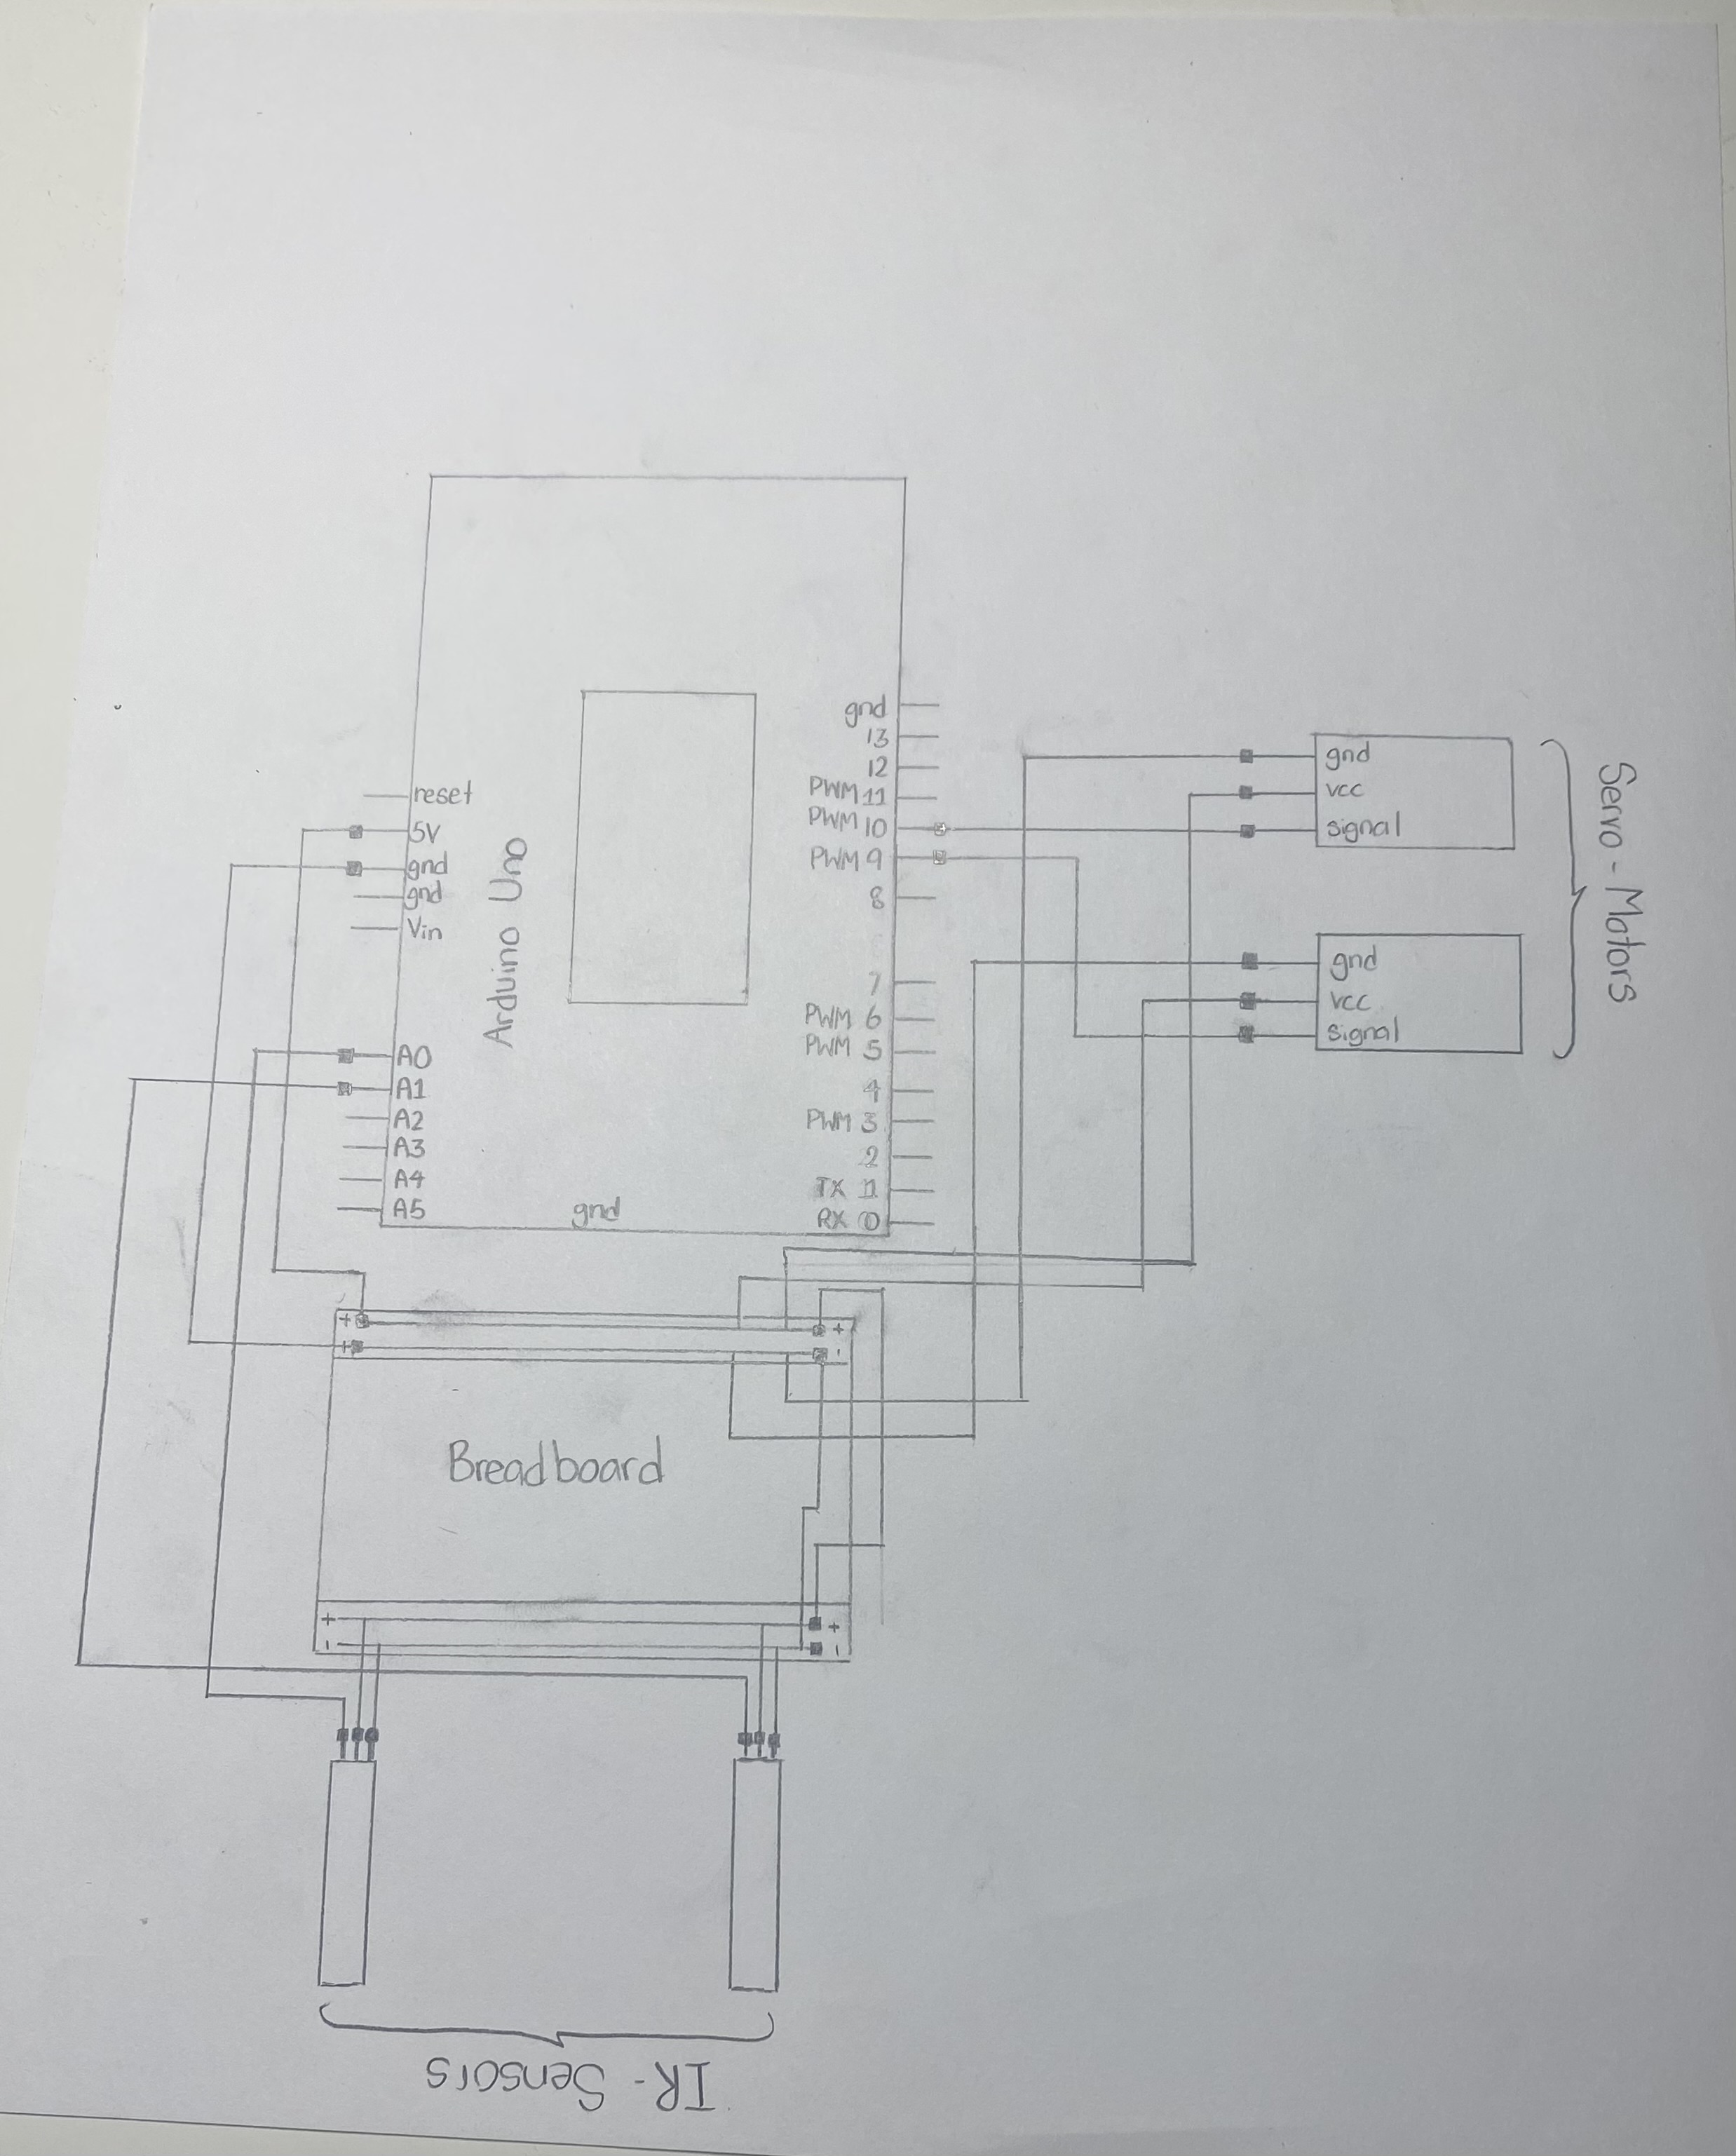 gnd
13
12
PWM 11
PWM 10
PWM 9
8
7
PWM 6
PWM 5
4
PWM 3
2
TX 1
RX 0
reset
5V
gnd
gnd
Vin
A0
A1
A2
A3
A4
A5
Arduino Uno
gnd
gnd
vcc
signal
gnd
vcc
signal
Servo - Motors
+
+
-
Breadboard
+
+
-
-
IR - Sensors